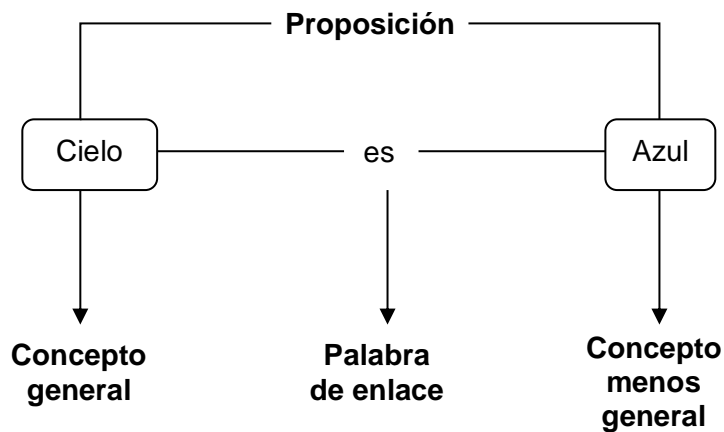 Proposición
Cielo
es
Azul
Concepto
general
Palabra
de enlace
Concepto
menos
general